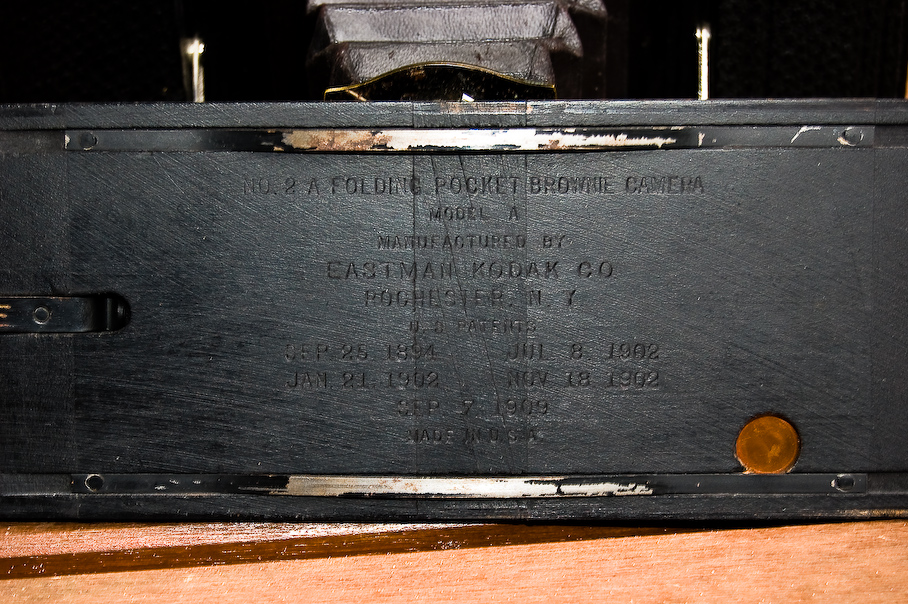 NO. 2 A FOLDING POCKET BROWNIE CAMERA
MODEL A
MANUFACTURED BY
EASTMAN KODAK CO
ROCHESTER, N. Y.
U.S PATENTS
SEP 25 1894 JUL 8 1902
JAN 21 1902 NOV 18 1902
SEP 7 1909
MADE IN U.S.A.